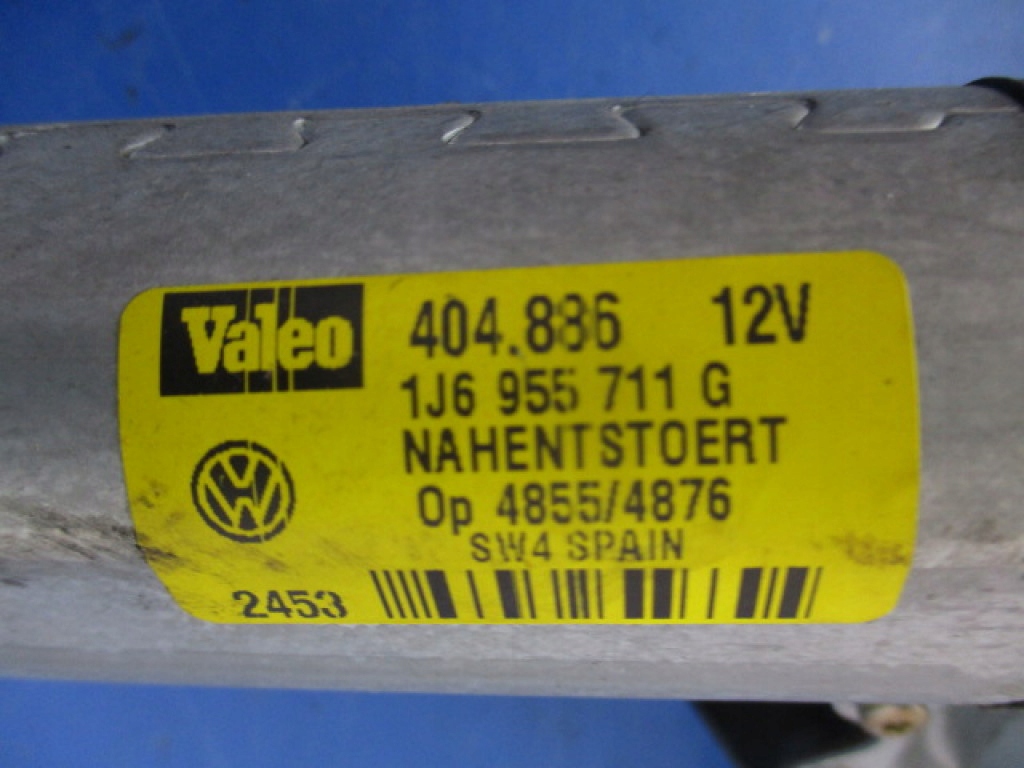 Valeo 404.886 12V
1J6 955 711 G
NAHENTSTOERT
Op 4855/4876
SW4 SPAIN
2453